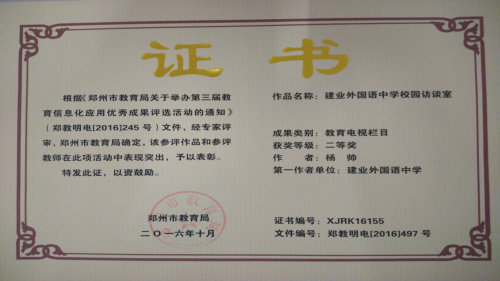 证书
根据《郑州市教育局关于举办第三届教
育信息化应用优秀成果评选活动的通知》
（郑教明电[2016]245号）文件，经专家评
审，郑州市教育局确定，该参评作品和参评
教师在此项活动中表现突出，予以表彰。
特发此证，以资鼓励。
郑州市教育局
二〇一六年十月
作品名称：建业外国语中学校园访谈室
成果类别：教育电视栏目
获奖等级：二等奖
作者：杨帅
第一作者单位：建业外国语中学
证书编号：XJRK16155
文件编号：郑教明电[2016]497号